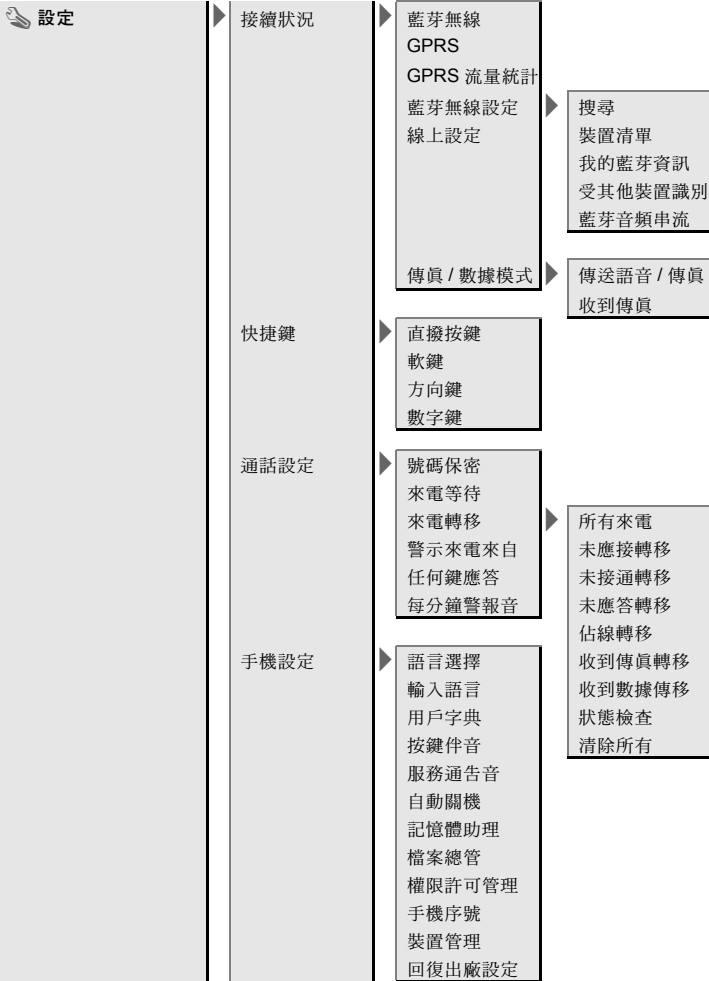 設定
接續狀況
藍芽無線
GPRS
GPRS 流量統計
藍芽無線設定
搜尋
裝置清單
我的藍芽資訊
受其他裝置識別
藍芽音頻串流
線上設定
傳眞 / 數據模式
傳送語音 / 傳眞
收到傳眞
快捷鍵
直撥按鍵
軟鍵
方向鍵
數字鍵
通話設定
號碼保密
來電等待
來電轉移
所有來電
未應接轉移
未接通轉移
未應答轉移
佔線轉移
收到傳眞轉移
收到數據傳移
狀態檢查
清除所有
警示來電來自
任何鍵應答
每分鐘警報音
手機設定
語言選擇
輸入語言
用戶字典
按鍵伴音
服務通告音
自動關機
記憶體助理
檔案總管
權限許可管理
手機序號
裝置管理
回復出廠設定